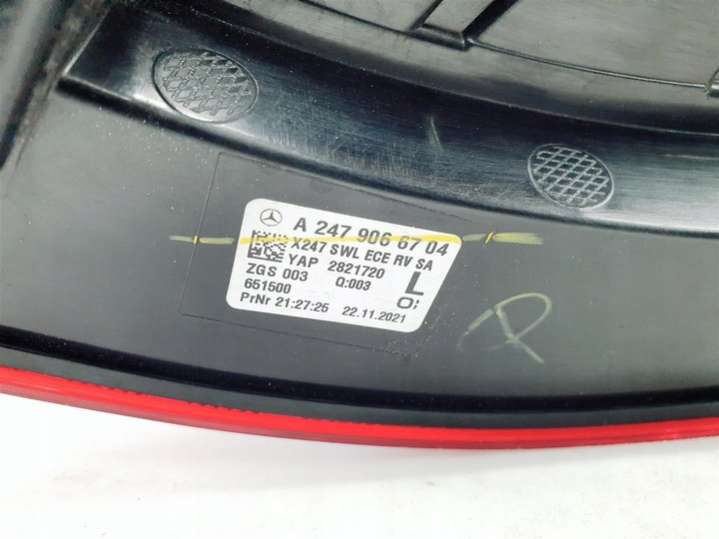 A 247 906 67 04
X247 SWL ECE RV SA
YAP 2821720
ZGS 003 Q:003 L
651500 O:
PrNr 21:27:25 22.11.2021